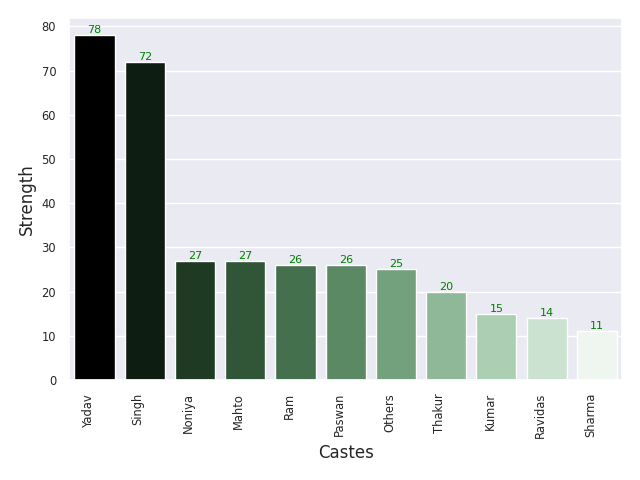 80
70
60
50
40
30
20
10
0
Strength
78
72
27
27
26
26
25
20
15
14
11
Yadav
Singh
Noniya
Mahto
Ram
Paswan
Others
Thakur
Kumar
Ravidas
Sharma
Castes